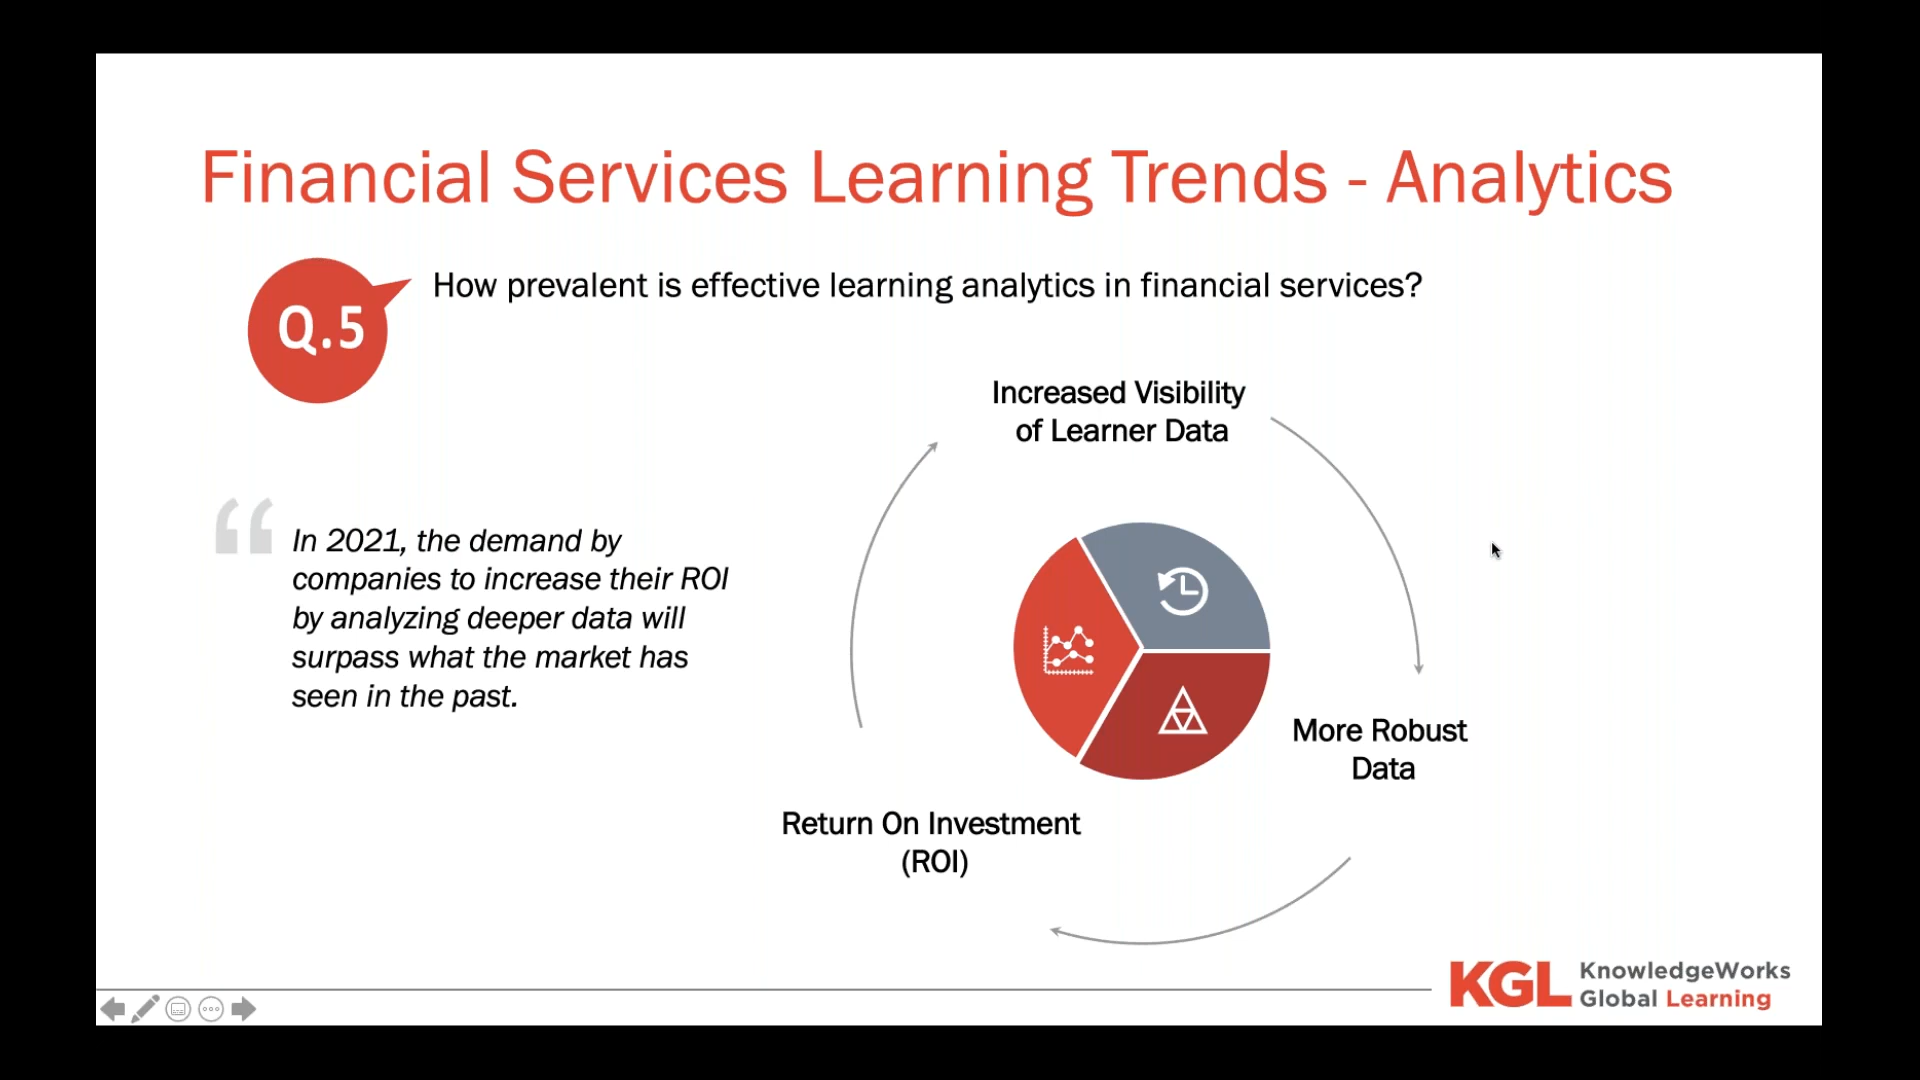 Financial Services Learning Trends - Analytics
Q.5
How prevalent is effective learning analytics in financial services?
Increased Visibility
of Learner Data
“
In 2021, the demand by
companies to increase their ROI
by analyzing deeper data will
surpass what the market has
seen in the past.
More Robust
Data
Return On Investment
(ROI)
KGL
KnowledgeWorks
Global Learning